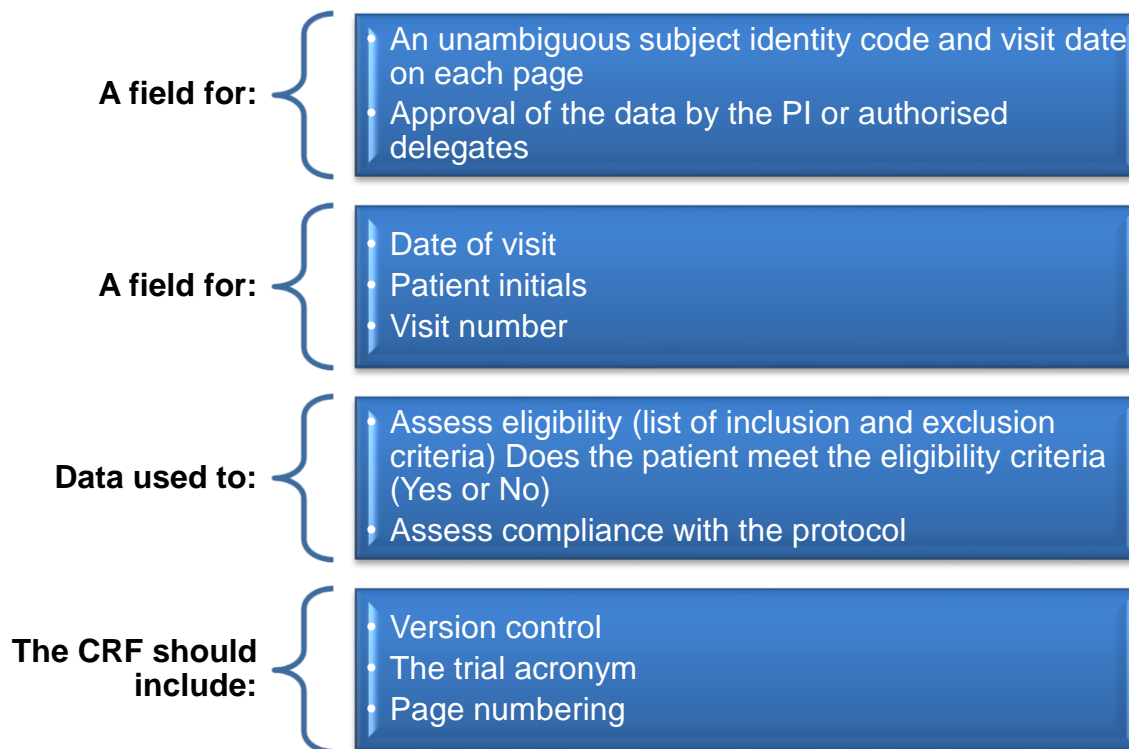 A field for:
• An unambiguous subject identity code and visit date
on each page
• Approval of the data by the PI or authorised
delegates
A field for:
• Date of visit
• Patient initials
• Visit number
Data used to:
• Assess eligibility (list of inclusion and exclusion
criteria) Does the patient meet the eligibility criteria
(Yes or No)
• Assess compliance with the protocol
The CRF should
include:
• Version control
• The trial acronym
• Page numbering